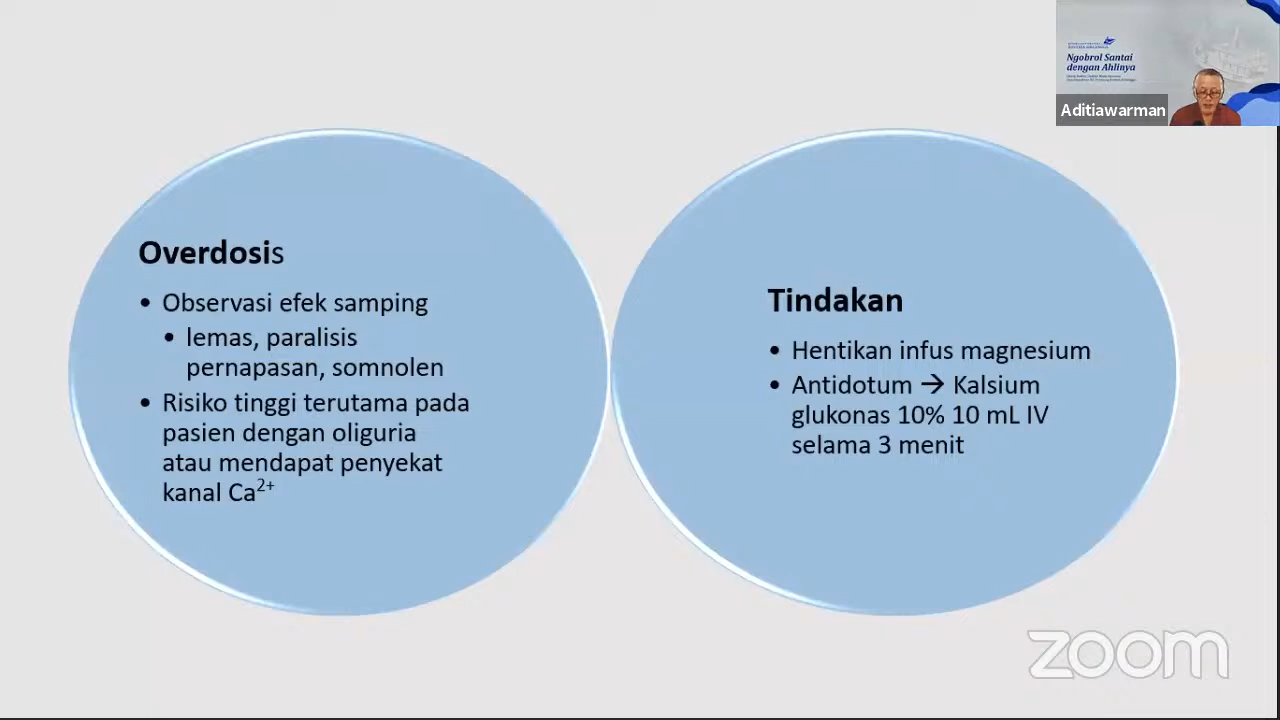 Ngobrol Santai
dengan Ahlinya
Aditiawarman
Overdosis
• Observasi efek samping
• lemas, paralisis
pernapasan, somnolen
• Risiko tinggi terutama pada
pasien dengan oliguria
atau mendapat penyekat
kanal Ca²⁺
Tindakan
• Hentikan infus magnesium
• Antidotum → Kalsium
glukonas 10% 10 mL IV
selama 3 menit
zoom